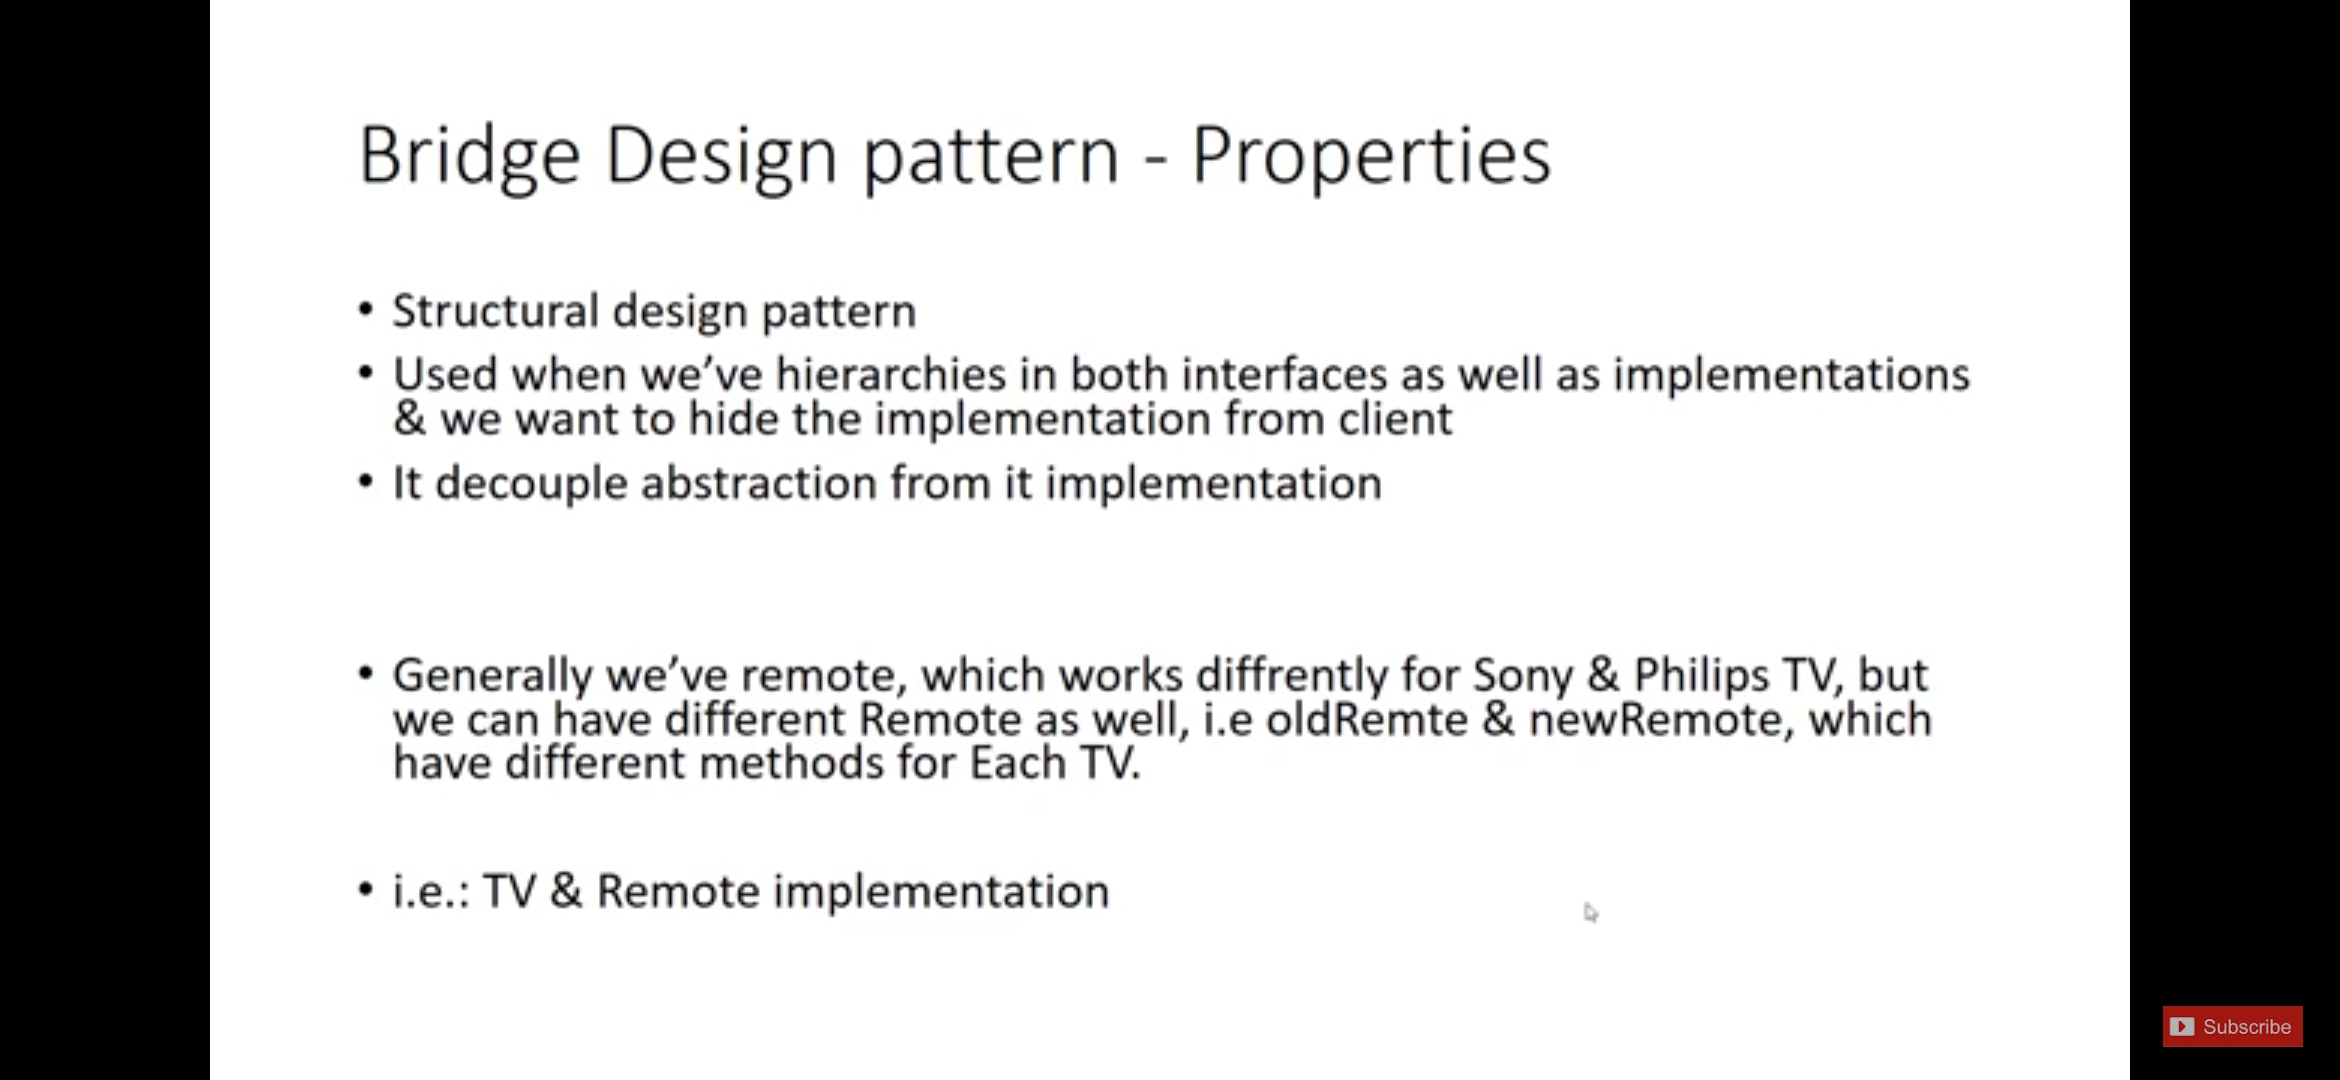 Bridge Design pattern - Properties
• Structural design pattern
• Used when we’ve hierarchies in both interfaces as well as implementations
& we want to hide the implementation from client
• It decouple abstraction from it implementation
• Generally we’ve remote, which works diffrently for Sony & Philips TV, but
we can have different Remote as well, i.e oldRemte & newRemote, which
have different methods for Each TV.
• i.e.: TV & Remote implementation
Subscribe